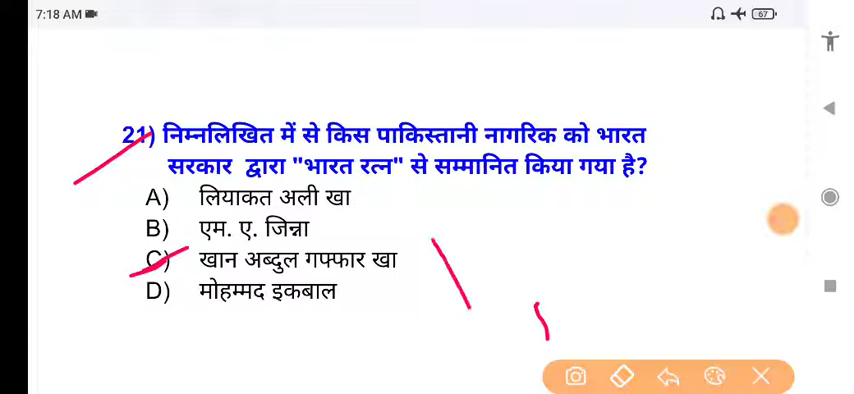 7:18 AM
67
21) निम्नलिखित में से किस पाकिस्तानी नागरिक को भारत
सरकार द्वारा "भारत रत्न" से सम्मानित किया गया है?
A) लियाकत अली खा
B) एम. ए. जिन्ना
C) खान अब्दुल गफ्फार खा
D) मोहम्मद इकबाल